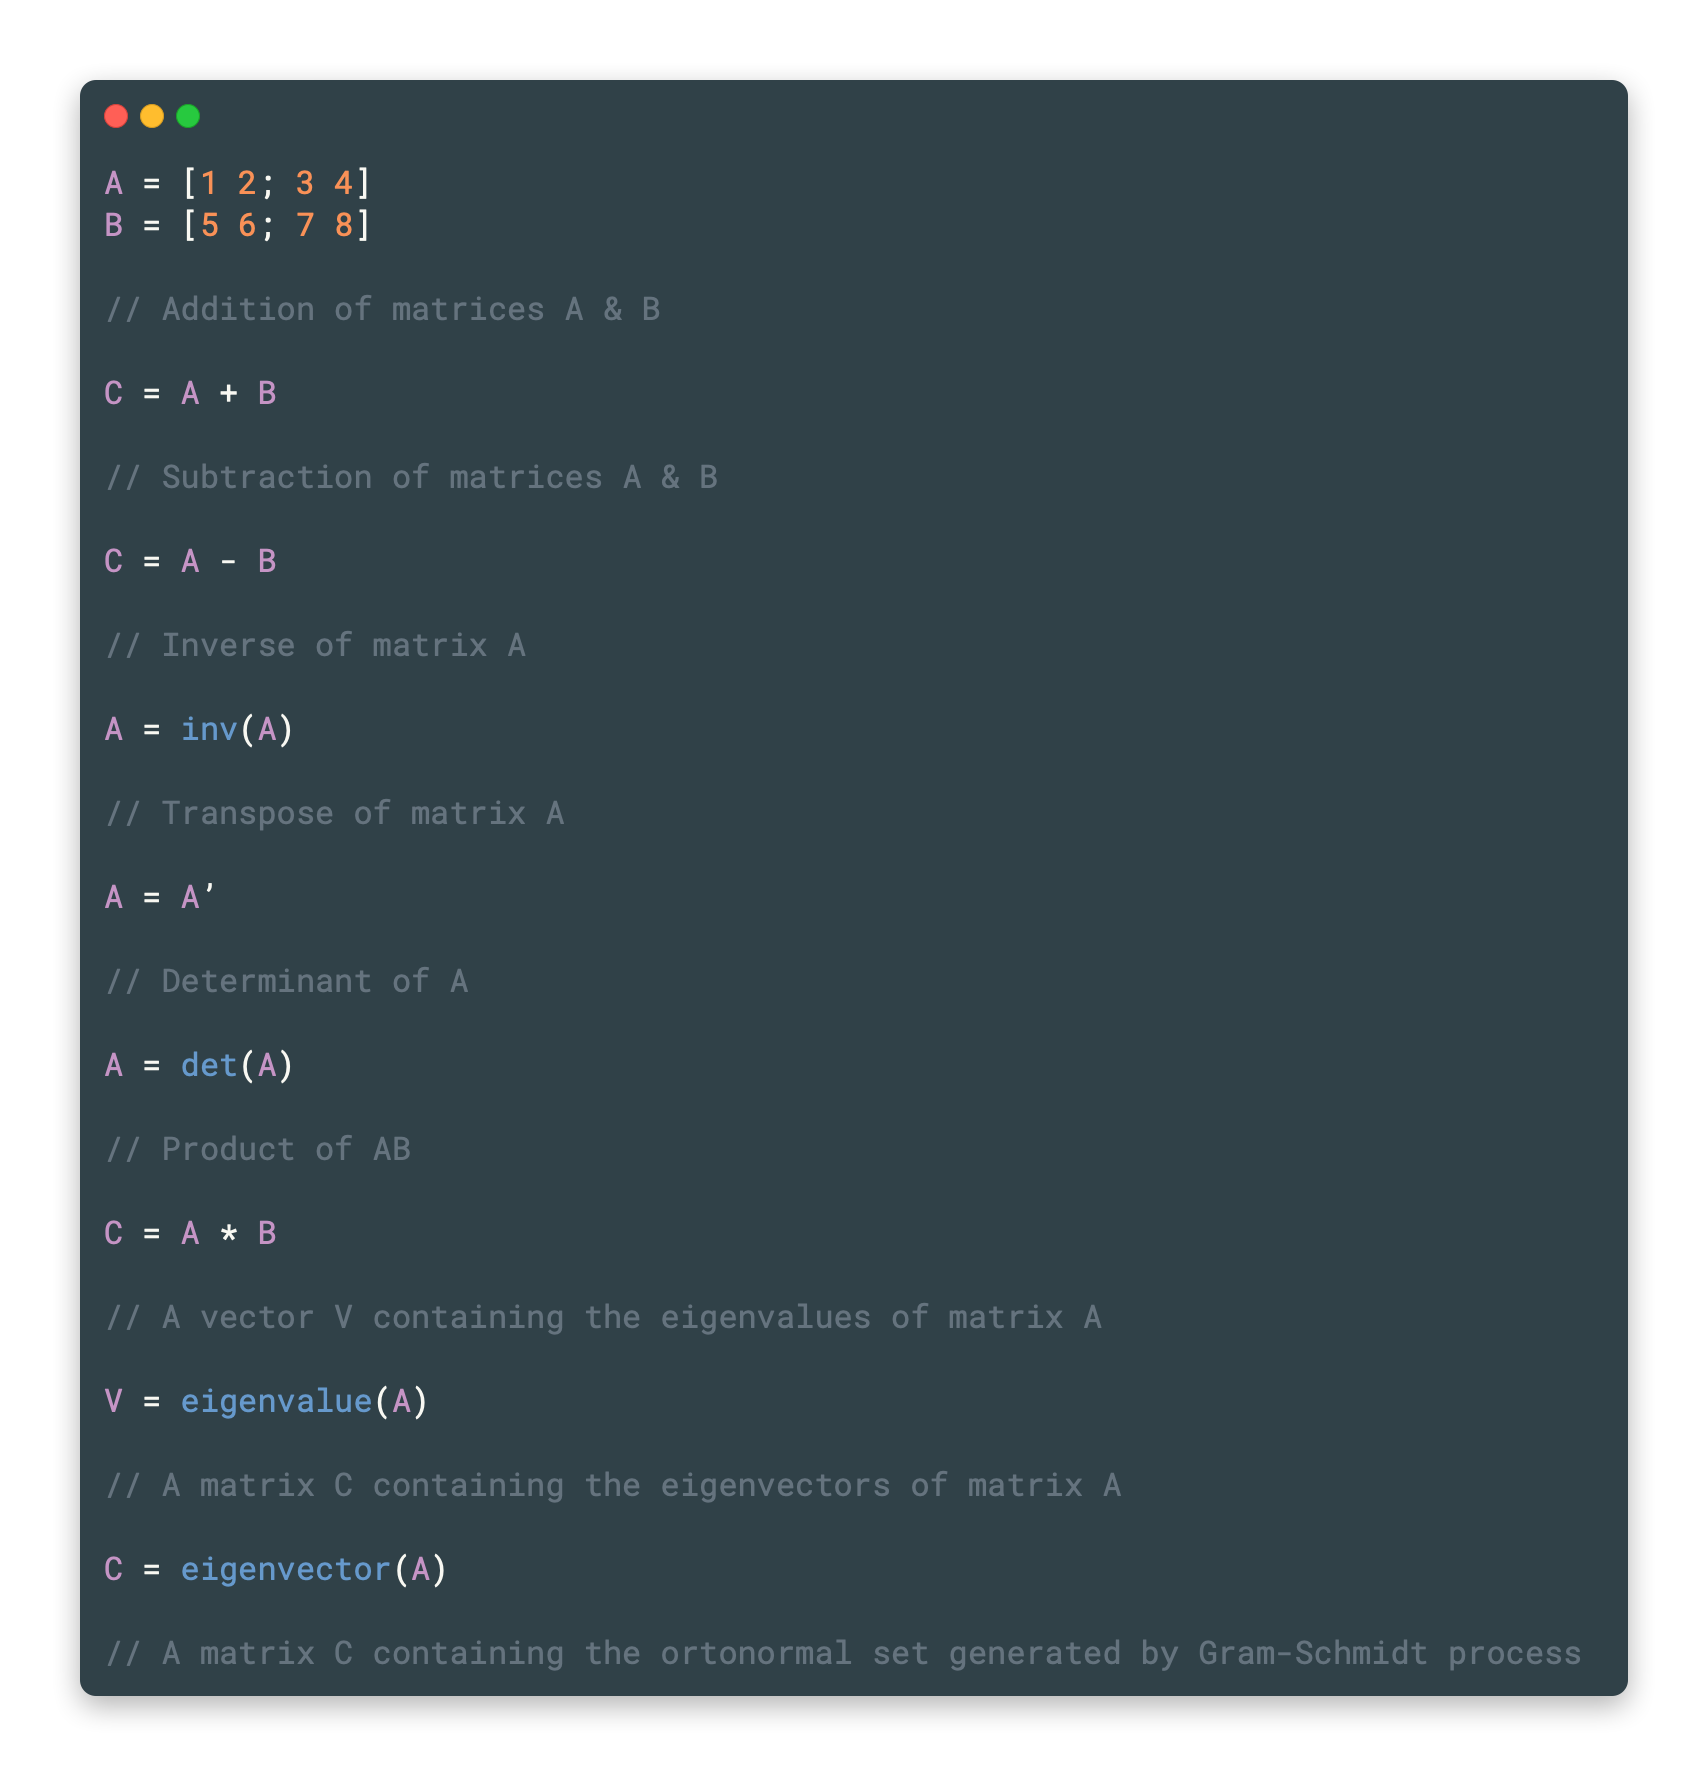 A = [1 2; 3 4]
B = [5 6; 7 8]
// Addition of matrices A & B
C = A + B
// Subtraction of matrices A & B
C = A - B
// Inverse of matrix A
A = inv(A)
// Transpose of matrix A
A = A’
// Determinant of A
A = det(A)
// Product of AB
C = A * B
// A vector V containing the eigenvalues of matrix A
V = eigenvalue(A)
// A matrix C containing the eigenvectors of matrix A
C = eigenvector(A)
// A matrix C containing the ortonormal set generated by Gram-Schmidt process